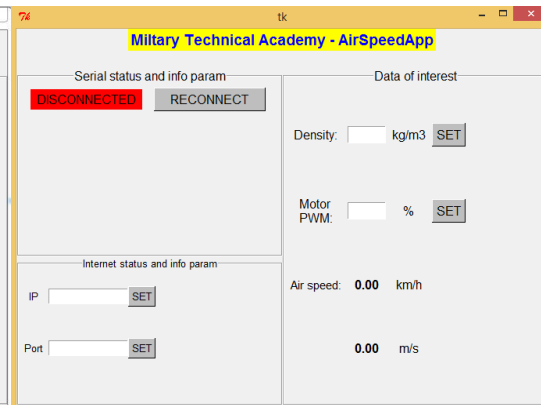 tk
Miltary Technical Academy - AirSpeedApp
Serial status and info param
DISCONNECTED RECONNECT
Internet status and info param
IP SET
Port SET
Data of interest
Density: kg/m3 SET
Motor
PWM: % SET
Air speed: 0.00 km/h
0.00 m/s